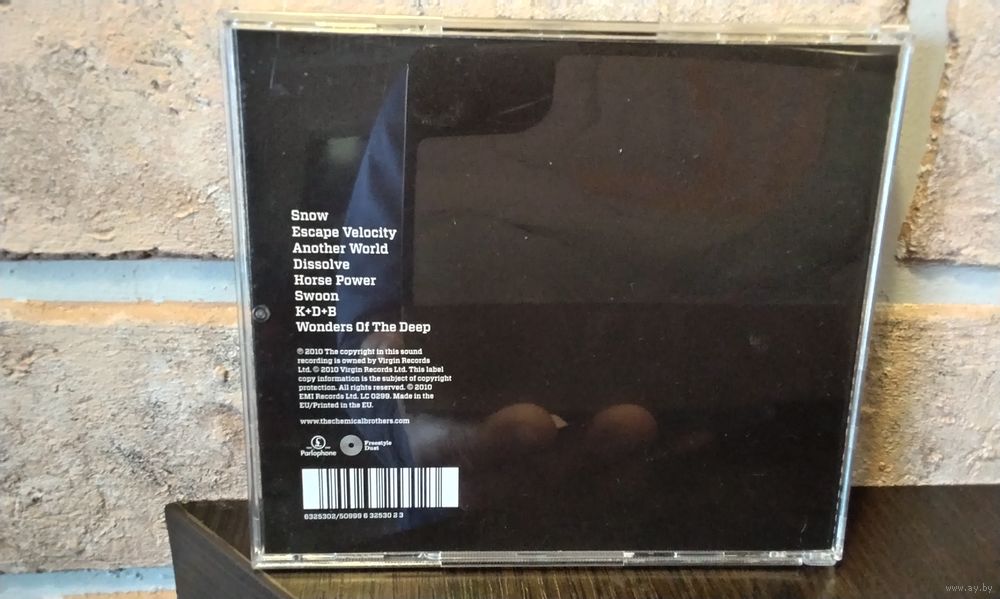 Snow
Escape Velocity
Another World
Dissolve
Horse Power
Swoon
K+D+B
Wonders Of The Deep
℗ 2010 The copyright in this sound
recording is owned by Virgin Records
Ltd. © 2010 Virgin Records Ltd. This label
copy information is the subject of copyright
protection. All rights reserved. © 2010
EMI Records Ltd. LC 0299. Made in the
EU/Printed in the EU.
www.thechemicalbrothers.com
Parlophone
Freestyle
Dust
6325302/50999 6 32530 2 3
www.ay.by